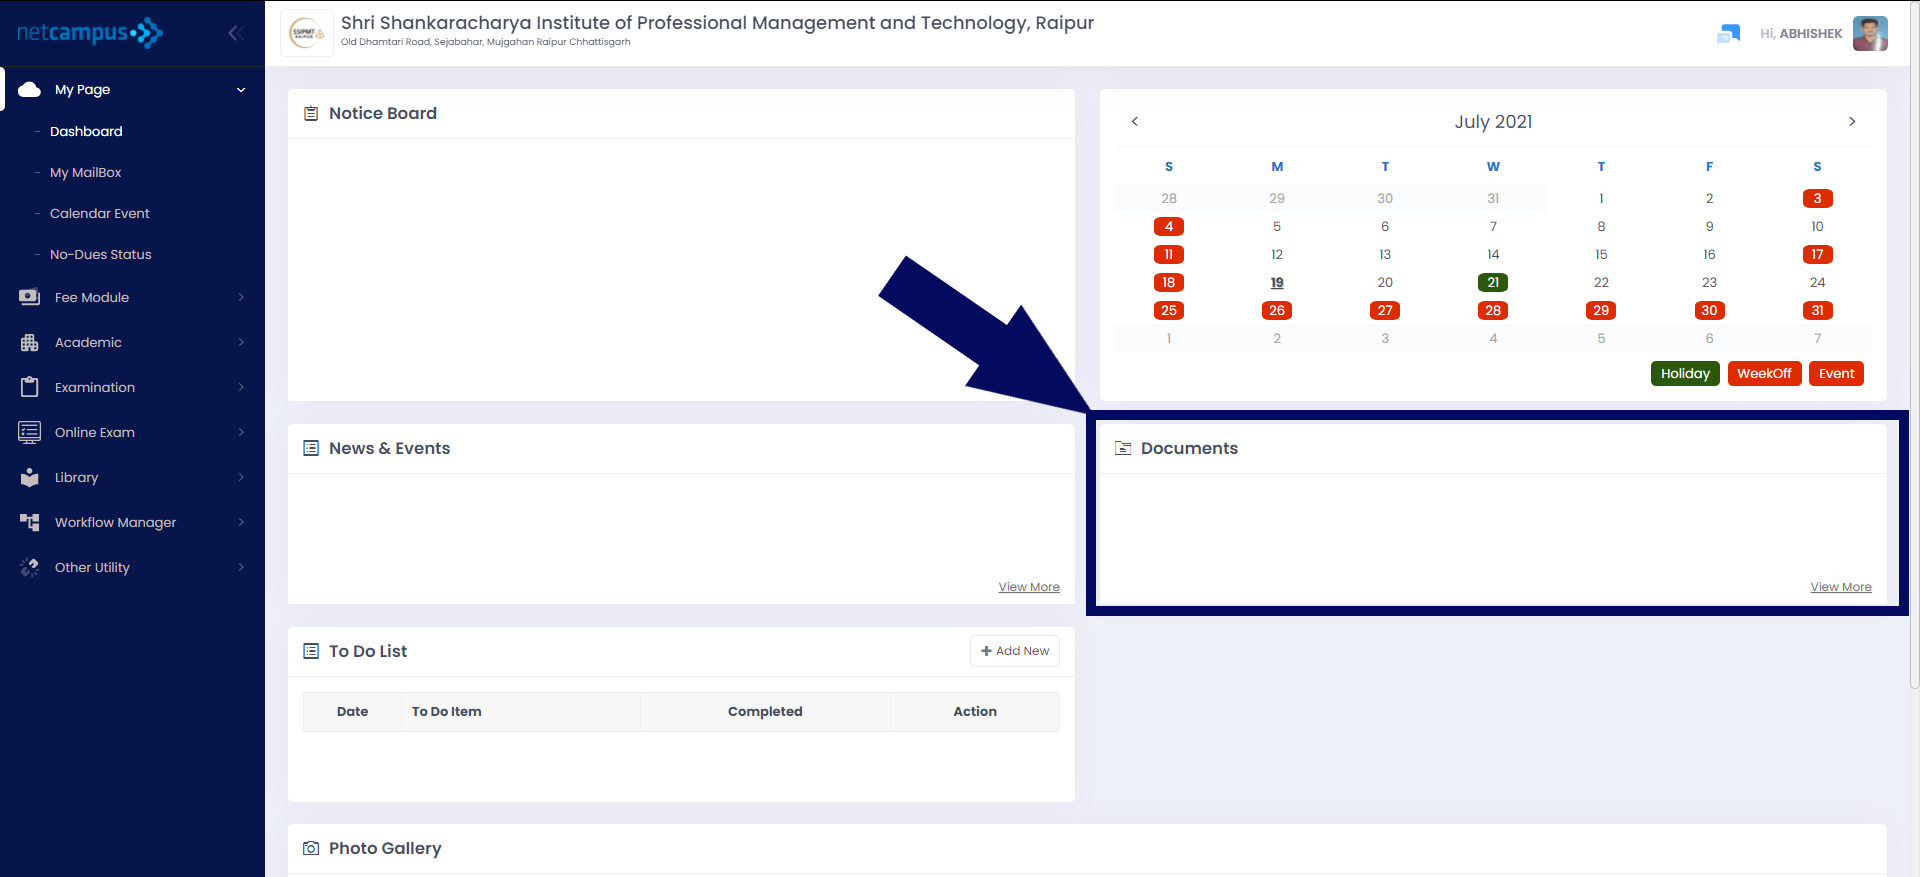 netcampus
SSIPMT
RAIPUR
Shri Shankaracharya Institute of Professional Management and Technology, Raipur
Old Dhamtari Road, Sejabahar, Mujgahan Raipur Chhattisgarh
Hi, ABHISHEK
My Page
- Dashboard
- My MailBox
- Calendar Event
- No-Dues Status
Fee Module
Academic
Examination
Online Exam
Library
Workflow Manager
Other Utility
Notice Board
< July 2021 >
S M T W T F S
28 29 30 31 1 2 3
4 5 6 7 8 9 10
11 12 13 14 15 16 17
18 19 20 21 22 23 24
25 26 27 28 29 30 31
1 2 3 4 5 6 7
Holiday WeekOff Event
News & Events
View More
Documents
View More
To Do List
+ Add New
Date To Do Item Completed Action
Photo Gallery